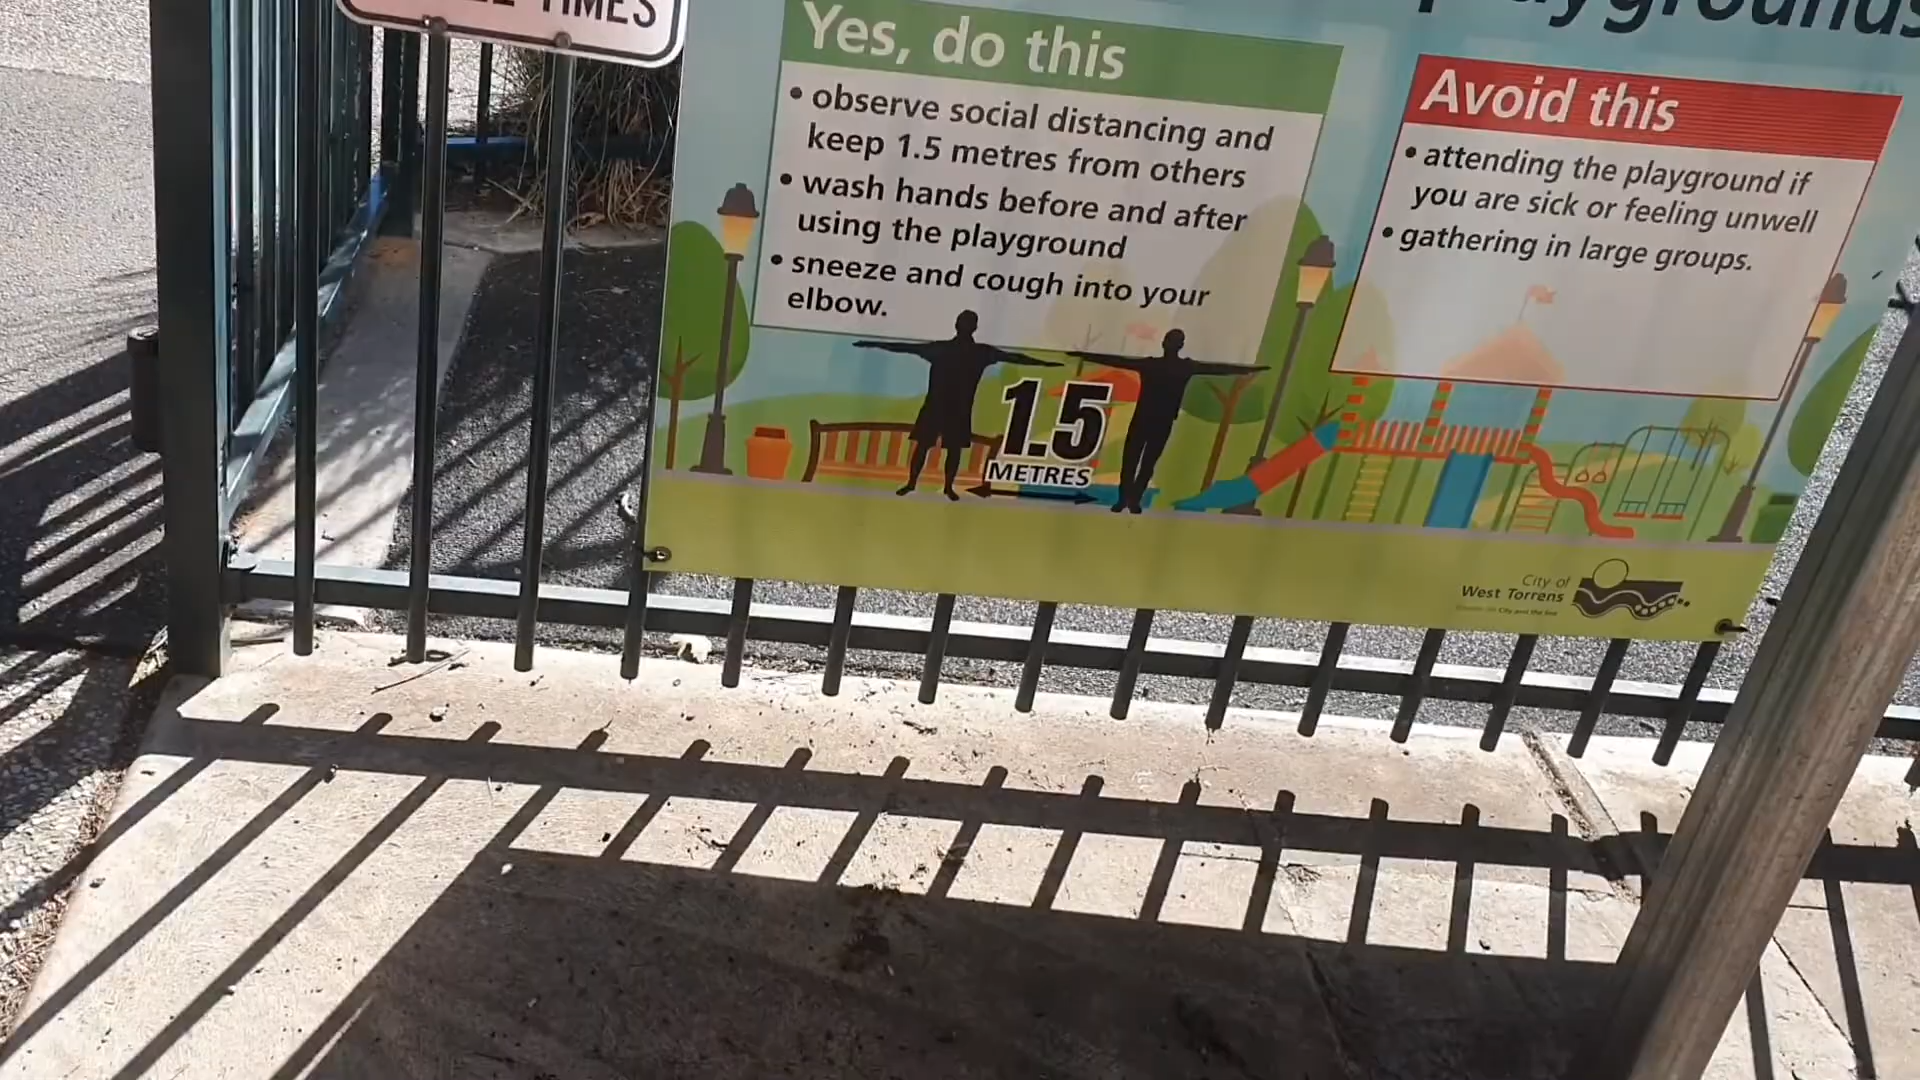 TIMES
playgrounds
Yes, do this
• observe social distancing and
keep 1.5 metres from others
• wash hands before and after
using the playground
• sneeze and cough into your
elbow.
Avoid this
• attending the playground if
you are sick or feeling unwell
• gathering in large groups.
1.5
METRES
City of
West Torrens